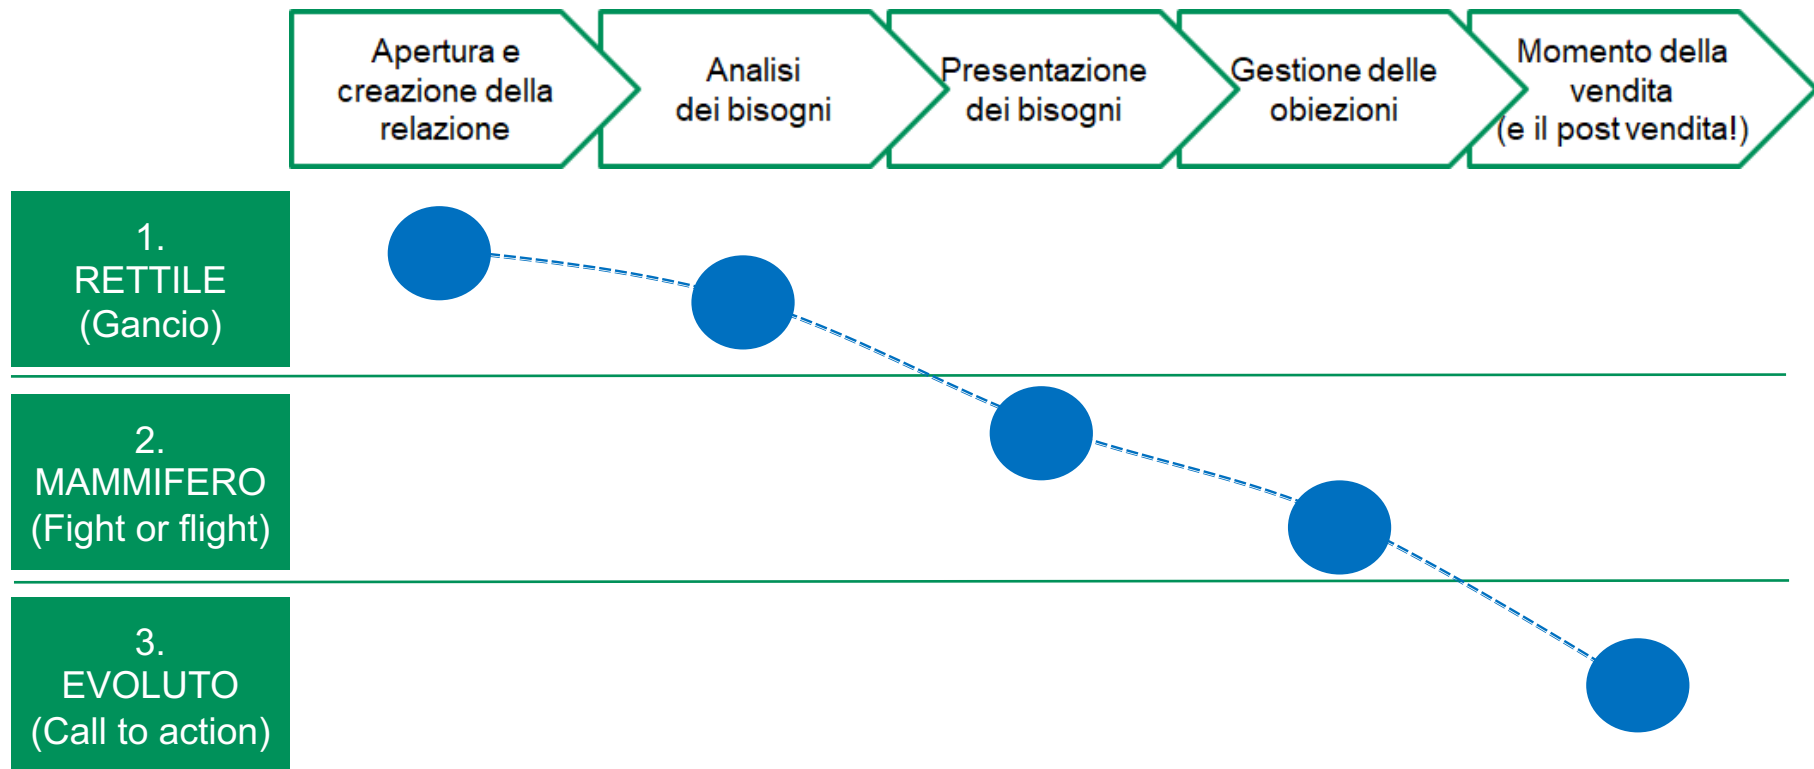 Apertura e
creazione della
relazione
Analisi
dei bisogni
Presentazione
dei bisogni
Gestione delle
obiezioni
Momento della
vendita
(e il post vendita!)
1.
RETTILE
(Gancio)
2.
MAMMIFERO
(Fight or flight)
3.
EVOLUTO
(Call to action)